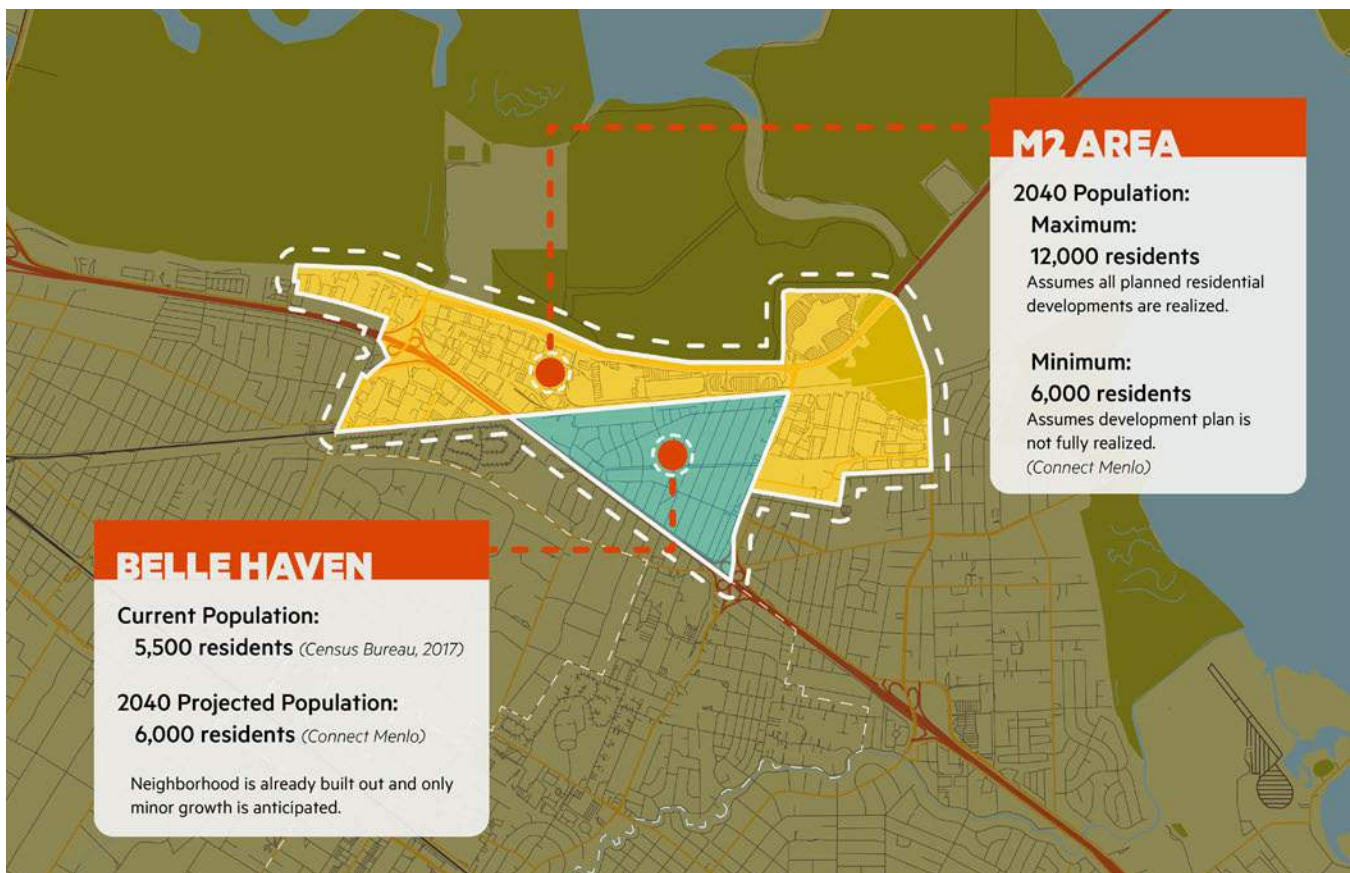 M2 AREA
2040 Population:
Maximum:
12,000 residents
Assumes all planned residential
developments are realized.
Minimum:
6,000 residents
Assumes development plan is
not fully realized.
(Connect Menlo)
BELLE HAVEN
Current Population:
5,500 residents (Census Bureau, 2017)
2040 Projected Population:
6,000 residents (Connect Menlo)
Neighborhood is already built out and only
minor growth is anticipated.